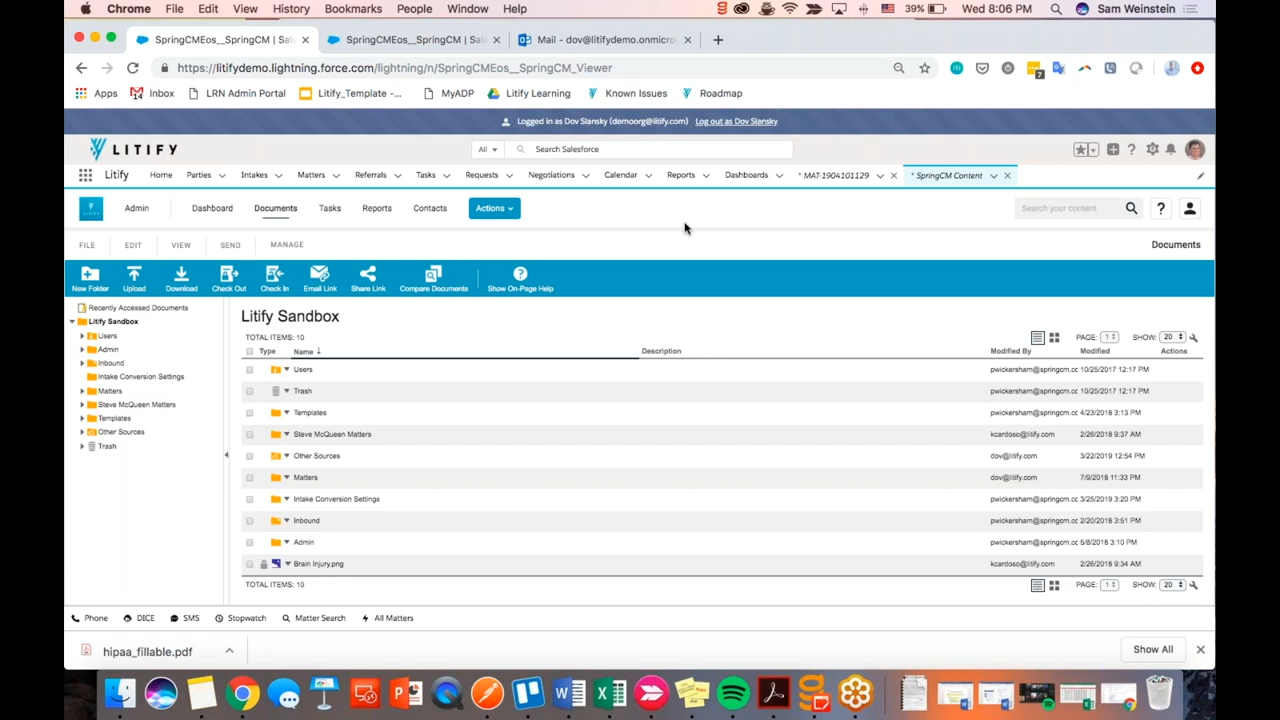 Chrome File Edit View History Bookmarks People Window Help 39% Wed 8:06 PM Sam Weinstein
SpringCMEos__SpringCM | Sal SpringCMEos__SpringCM | Sal Mail - dov@litifydemo.onmicro
https://litifydemo.lightning.force.com/lightning/n/SpringCMEos__SpringCM_Viewer
Apps Inbox LRN Admin Portal Litify_Template -... MyADP Litify Learning Known Issues Roadmap
Logged in as Dov Slansky (demoorg@litify.com) Log out as Dov Slansky
LITIFY All Search Salesforce
Litify Home Parties Intakes Matters Referrals Tasks Requests Negotiations Calendar Reports Dashboards * MAT-1904101129 * SpringCM Content
Admin Dashboard Documents Tasks Reports Contacts Actions Search your content ?
FILE EDIT VIEW SEND MANAGE Documents
New Folder Upload Download Check Out Check In Email Link Share Link Compare Documents Show On-Page Help
Recently Accessed Documents
Litify Sandbox
Users
Admin
Inbound
Intake Conversion Settings
Matters
Steve McQueen Matters
Templates
Other Sources
Trash
Litify Sandbox
TOTAL ITEMS: 10 PAGE: 1 SHOW: 20
Type Name ↓ Description Modified By Modified Actions
Users pwickersham@springcm.cc 10/25/2017 12:17 PM
Trash pwickersham@springcm.cc 10/25/2017 12:17 PM
Templates pwickersham@springcm.cc 4/23/2018 3:13 PM
Steve McQueen Matters kcardoso@litify.com 2/26/2018 9:37 AM
Other Sources dov@litify.com 3/22/2019 12:54 PM
Matters dov@litify.com 7/9/2018 11:33 PM
Intake Conversion Settings pwickersham@springcm.cc 3/25/2019 3:20 PM
Inbound pwickersham@springcm.cc 2/20/2018 3:51 PM
Admin pwickersham@springcm.cc 5/8/2018 3:10 PM
Brain Injury.png kcardoso@litify.com 2/26/2018 9:34 AM
TOTAL ITEMS: 10 PAGE: 1 SHOW: 20
Phone DICE SMS Stopwatch Matter Search All Matters
hipaa_fillable.pdf Show All